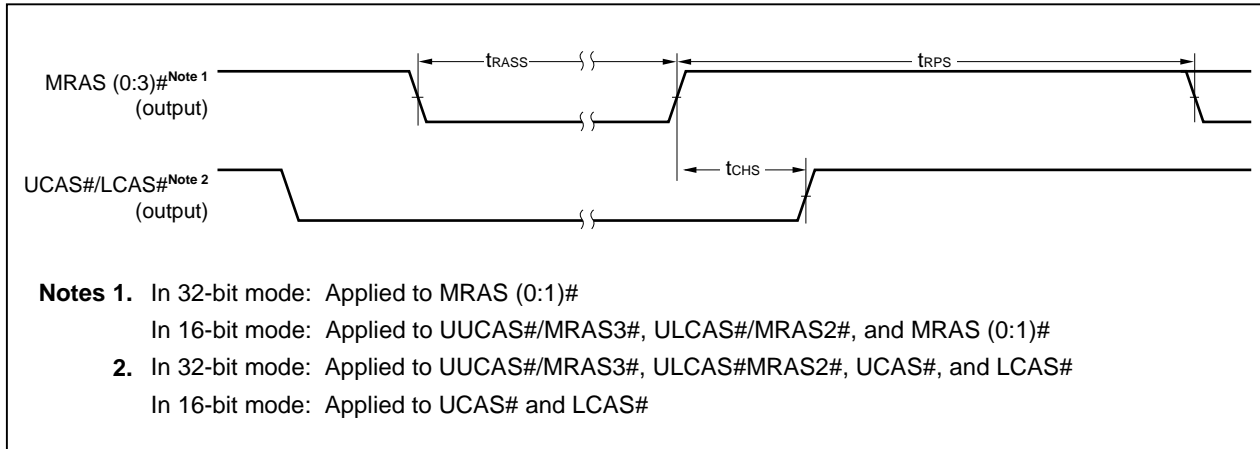 tRASS
tRPS
MRAS (0:3)#Note 1
(output)
tCHS
UCAS#/LCAS#Note 2
(output)
Notes 1. In 32-bit mode: Applied to MRAS (0:1)#
In 16-bit mode: Applied to UUCAS#/MRAS3#, ULCAS#/MRAS2#, and MRAS (0:1)#
2. In 32-bit mode: Applied to UUCAS#/MRAS3#, ULCAS#MRAS2#, UCAS#, and LCAS#
In 16-bit mode: Applied to UCAS# and LCAS#